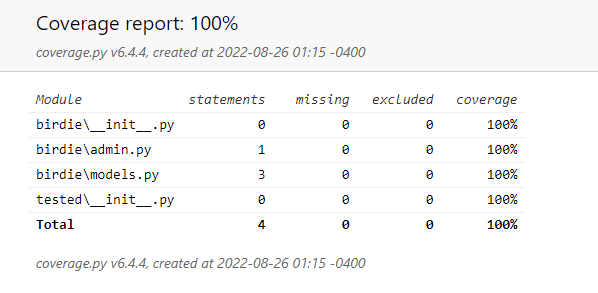 Coverage report: 100%
coverage.py v6.4.4, created at 2022-08-26 01:15 -0400
Module statements missing excluded coverage
birdie\__init__.py 0 0 0 100%
birdie\admin.py 1 0 0 100%
birdie\models.py 3 0 0 100%
tested\__init__.py 0 0 0 100%
Total 4 0 0 100%
coverage.py v6.4.4, created at 2022-08-26 01:15 -0400